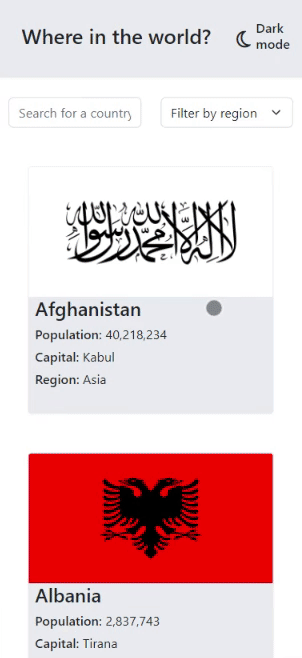 Where in the world?
Dark
mode
Search for a country
Filter by region
لا إله إلا الله محمد رسول الله
Afghanistan
Population: 40,218,234
Capital: Kabul
Region: Asia
Albania
Population: 2,837,743
Capital: Tirana